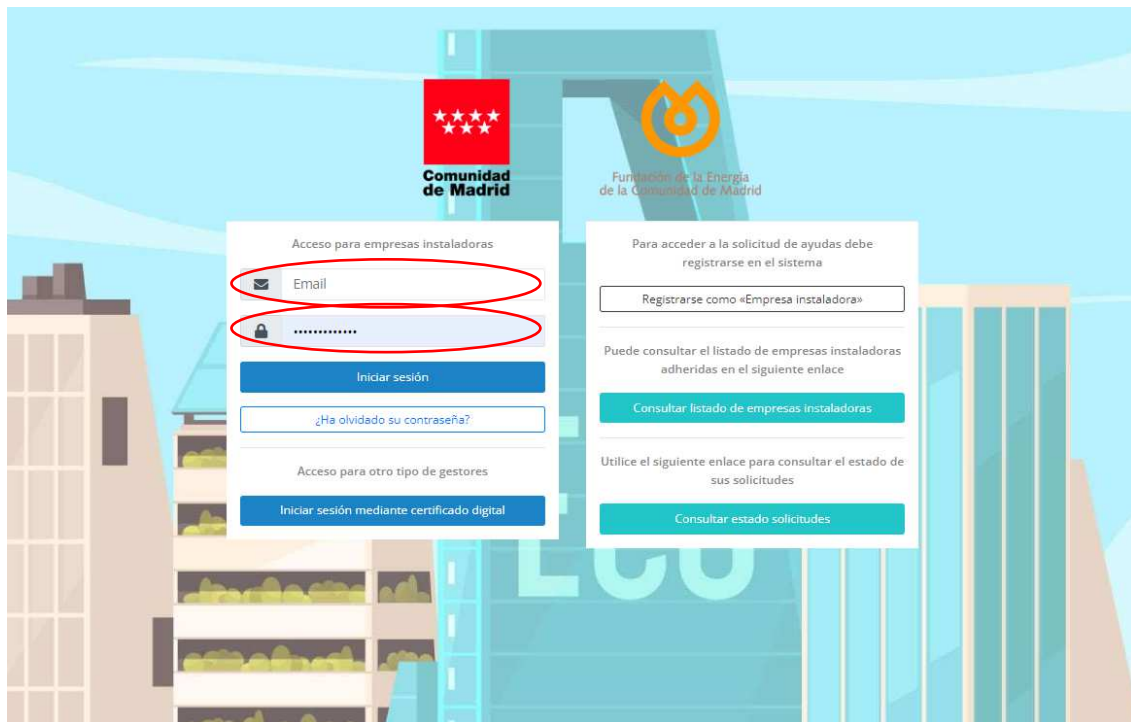 Comunidad
de Madrid
Fundación de la Energía
de la Comunidad de Madrid
Acceso para empresas instaladoras
Email
•••••••••••••
Iniciar sesión
¿Ha olvidado su contraseña?
Acceso para otro tipo de gestores
Iniciar sesión mediante certificado digital
Para acceder a la solicitud de ayudas debe
registrarse en el sistema
Registrarse como «Empresa instaladora»
Puede consultar el listado de empresas instaladoras
adheridas en el siguiente enlace
Consultar listado de empresas instaladoras
Utilice el siguiente enlace para consultar el estado de
sus solicitudes
Consultar estado solicitudes
ECO